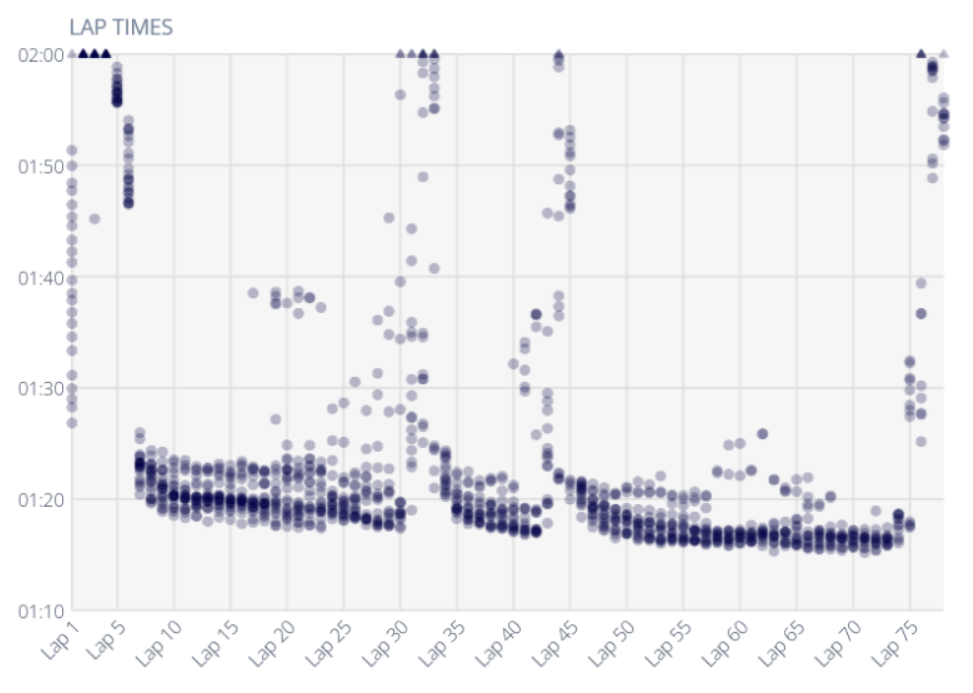 LAP TIMES
02:00
01:50
01:40
01:30
01:20
01:10
Lap 1
Lap 5
Lap 10
Lap 15
Lap 20
Lap 25
Lap 30
Lap 35
Lap 40
Lap 45
Lap 50
Lap 55
Lap 60
Lap 65
Lap 70
Lap 75